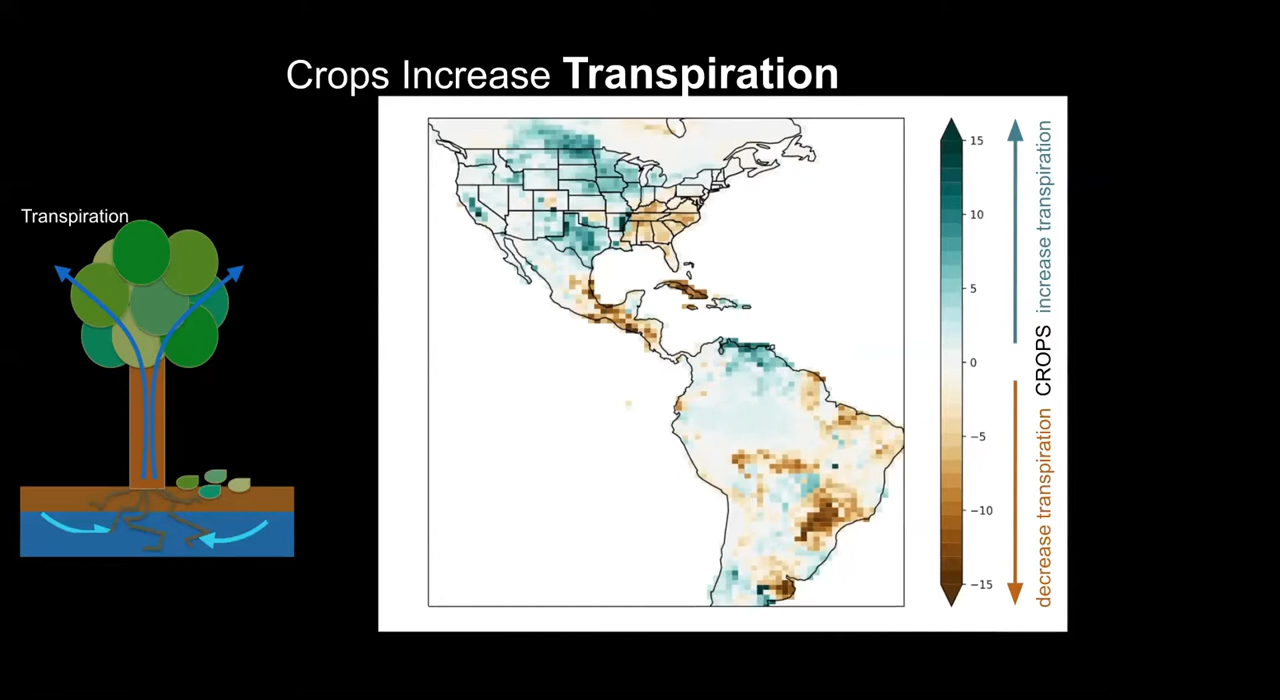 Crops Increase Transpiration
Transpiration
15
10
5
0
−5
−10
−15
increase transpiration
CROPS
decrease transpiration